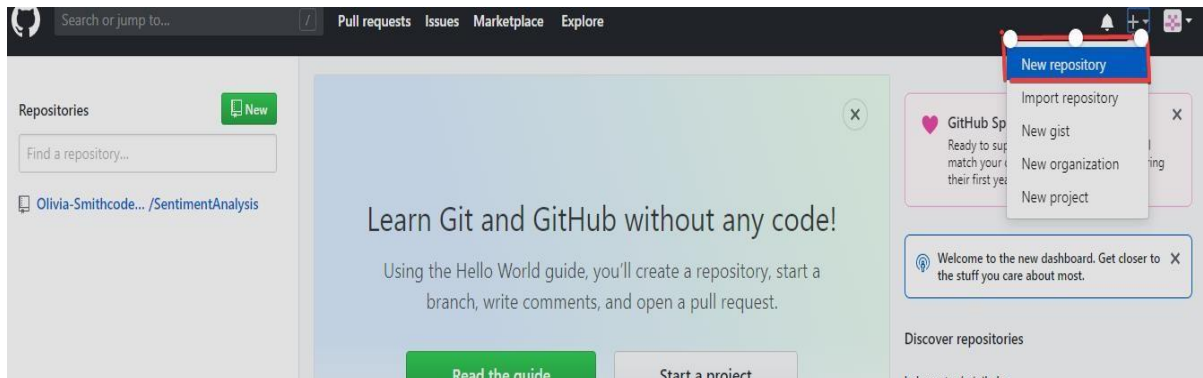 Search or jump to...
/
Pull requests Issues Marketplace Explore
New repository
Import repository
New gist
New organization
New project
Repositories
New
Find a repository...
Olivia-Smithcode... /SentimentAnalysis
Learn Git and GitHub without any code!
Using the Hello World guide, you'll create a repository, start a
branch, write comments, and open a pull request.
Read the guide
Start a project
GitHub Sp
Ready to sup
match your
their first yea
Welcome to the new dashboard. Get closer to
the stuff you care about most.
Discover repositories